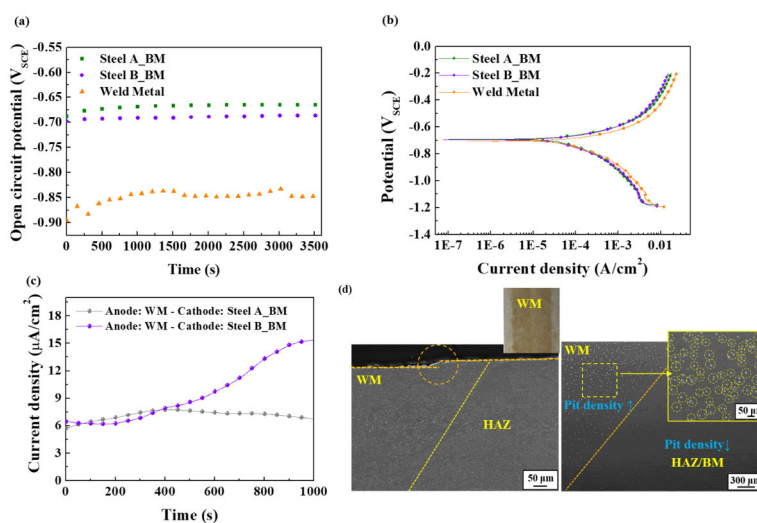 (a)
-0.55
-0.60
-0.65
-0.70
-0.75
-0.80
-0.85
-0.90
Open circuit potential (V_SCE)
Steel A_BM
Steel B_BM
Weld Metal
0 500 1000 1500 2000 2500 3000 3500
Time (s)
(b)
-0.2
-0.4
-0.6
-0.8
-1.0
-1.2
-1.4
Potential (V_SCE)
Steel A_BM
Steel B_BM
Weld Metal
1E-7 1E-6 1E-5 1E-4 1E-3 0.01
Current density (A/cm²)
(c)
18
15
12
9
6
3
0
Current density (μA/cm²)
Anode: WM - Cathode: Steel A_BM
Anode: WM - Cathode: Steel B_BM
0 200 400 600 800 1000
Time (s)
(d)
WM
WM
HAZ
50 μm
WM
Pit density ↑
50 μm
Pit density↓
HAZ/BM
300 μm